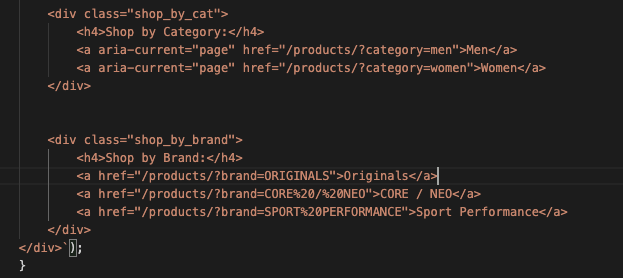 <div class="shop_by_cat">
<h4>Shop by Category:</h4>
<a aria-current="page" href="/products/?category=men">Men</a>
<a aria-current="page" href="/products/?category=women">Women</a>
</div>
<div class="shop_by_brand">
<h4>Shop by Brand:</h4>
<a href="/products/?brand=ORIGINALS">Originals</a>
<a href="/products/?brand=CORE%20/%20NEO">CORE / NEO</a>
<a href="/products/?brand=SPORT%20PERFORMANCE">Sport Performance</a>
</div>
</div>`);
}